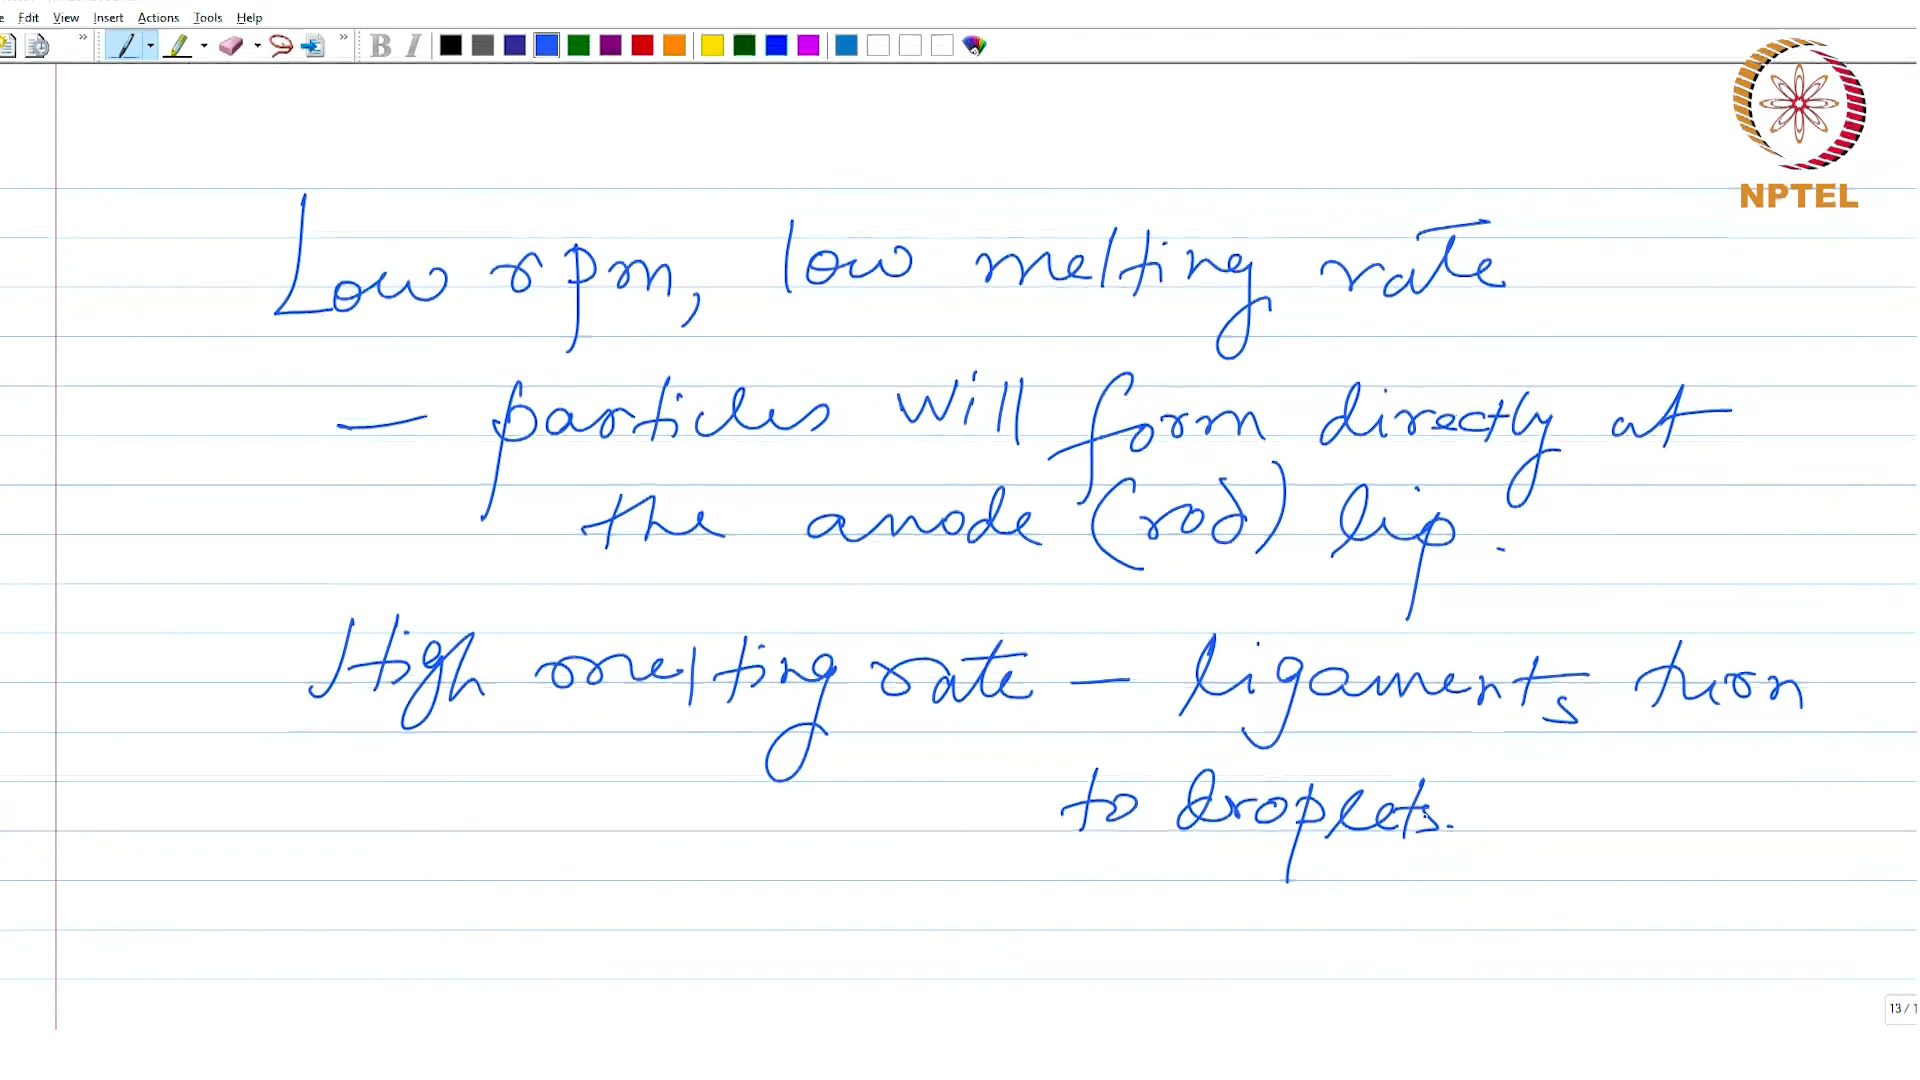 Edit View Insert Actions Tools Help
B I
NPTEL
Low rpm, low melting rate
— particles will form directly at
the anode (rod) lip.
High melting rate — ligaments turn
to droplets.
13 / 1